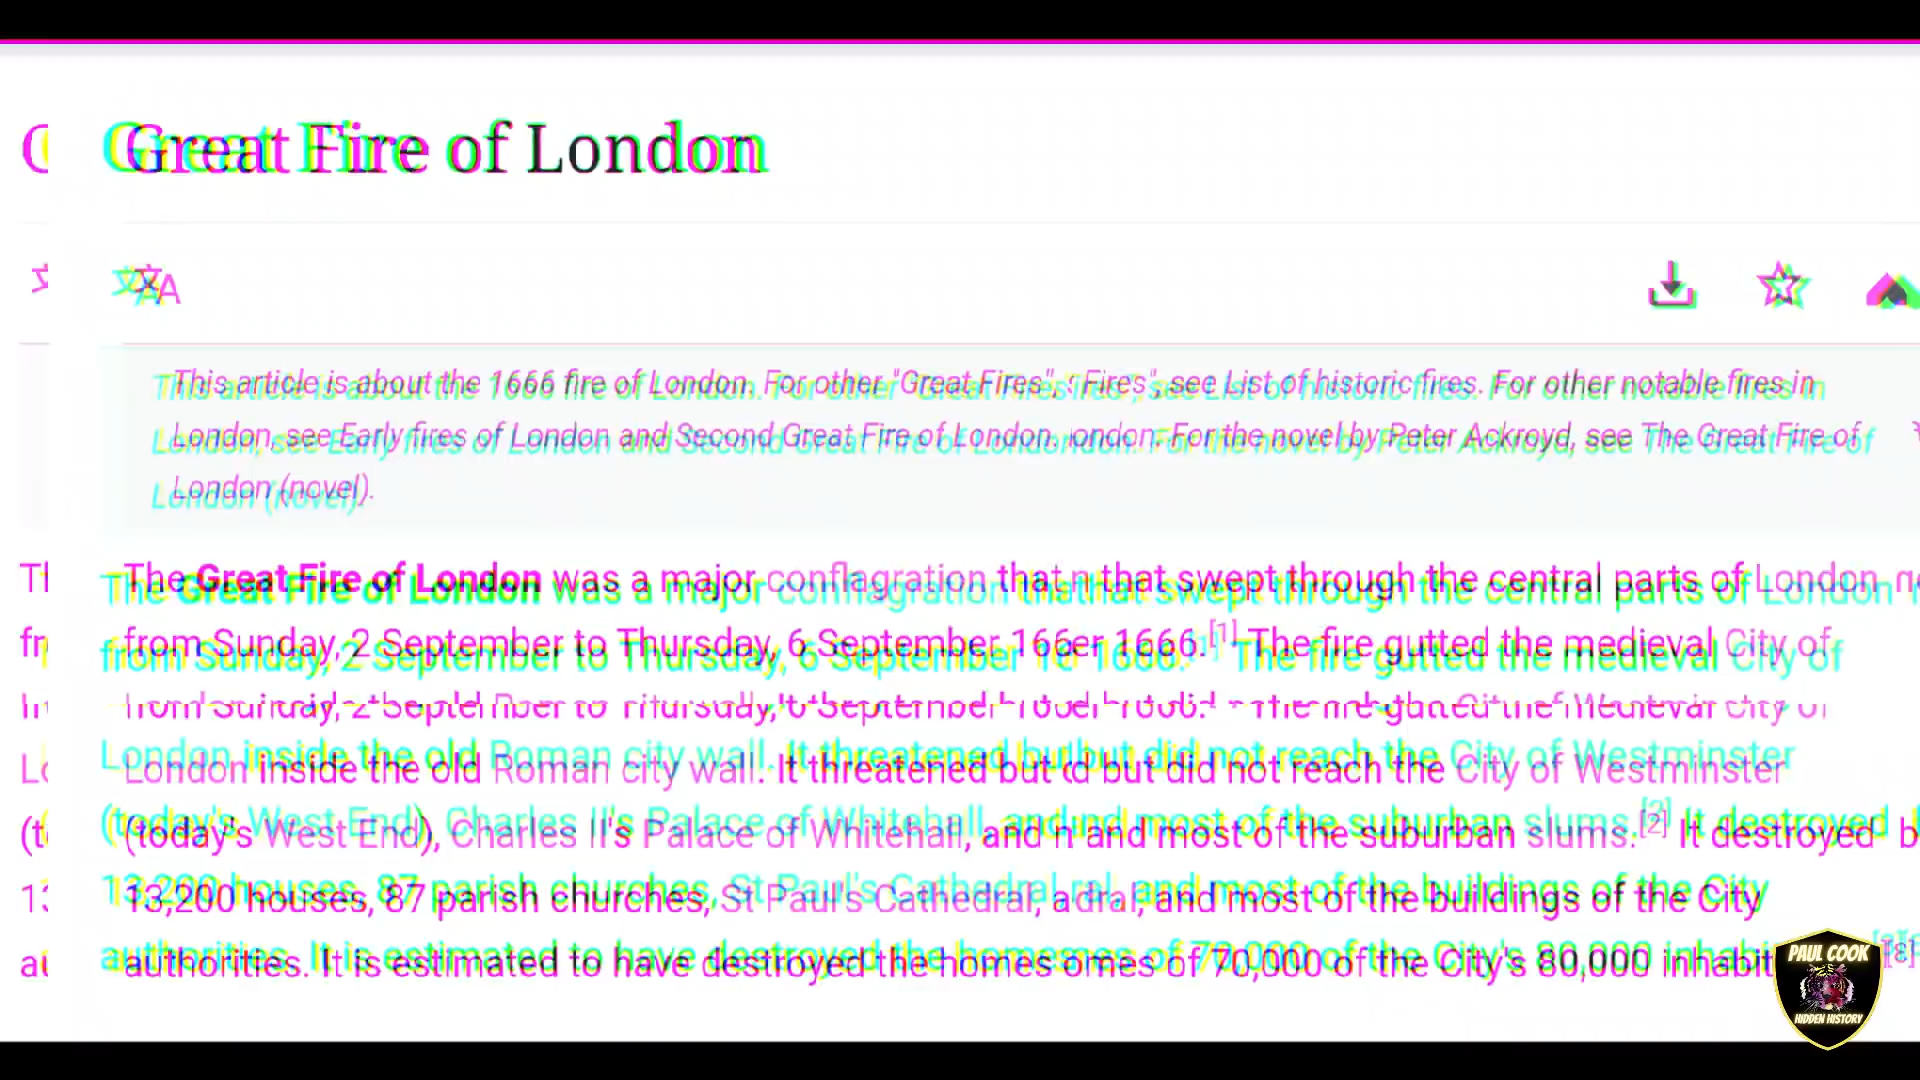 Great Fire of London
This article is about the 1666 fire of London. For other "Great Fires", see List of historic fires. For other notable fires in
London, see Early fires of London and Second Great Fire of London. For the novel by Peter Ackroyd, see The Great Fire of
London (novel).
The Great Fire of London was a major conflagration that swept through the central parts of London
from Sunday, 2 September to Thursday, 6 September 1666.[1] The fire gutted the medieval City of
London inside the old Roman city wall. It threatened but did not reach the City of Westminster
(today's West End), Charles II's Palace of Whitehall, and most of the suburban slums.[2] It destroyed
13,200 houses, 87 parish churches, St Paul's Cathedral, and most of the buildings of the City
authorities. It is estimated to have destroyed the homes of 70,000 of the City's 80,000
PAUL COOK
HIDDEN HISTORY